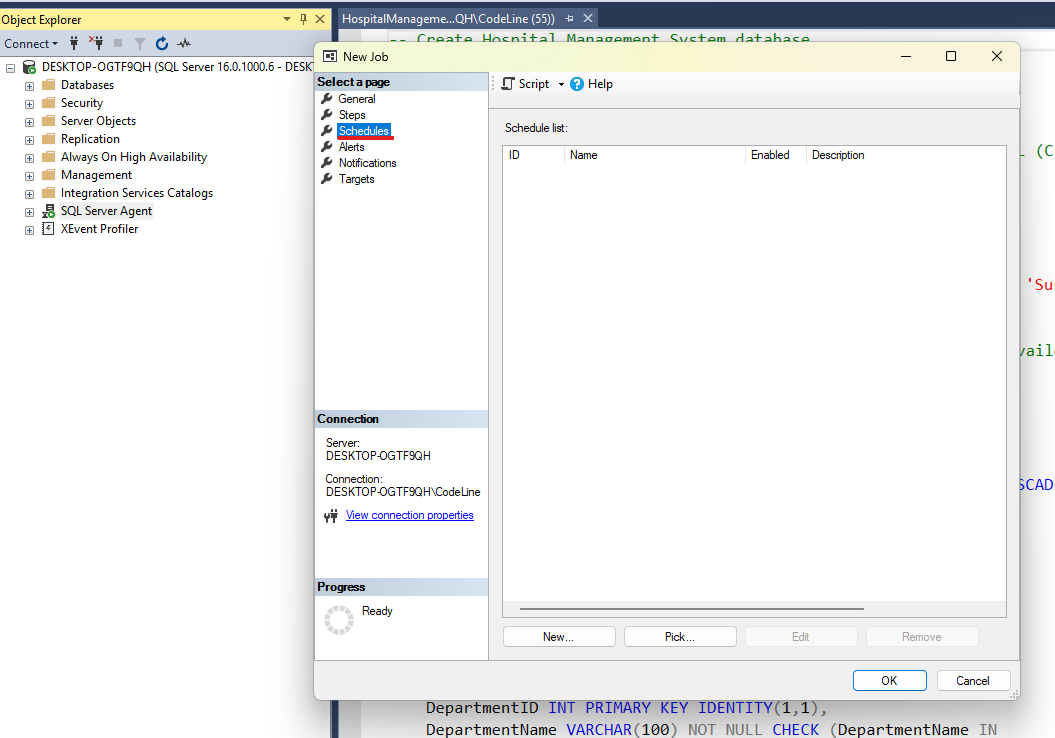 Object Explorer
Connect
DESKTOP-OGTF9QH (SQL Server 16.0.1000.6 - DESKT
Databases
Security
Server Objects
Replication
Always On High Availability
Management
Integration Services Catalogs
SQL Server Agent
XEvent Profiler
HospitalManageme...QH\CodeLine (55))
-- Create Hospital Management System database
New Job
Select a page
General
Steps
Schedules
Alerts
Notifications
Targets
Script
Help
Schedule list:
ID Name Enabled Description
Connection
Server:
DESKTOP-OGTF9QH
Connection:
DESKTOP-OGTF9QH\CodeLine
View connection properties
Progress
Ready
New... Pick... Edit Remove
OK Cancel
(C
'Su
SCAD
DepartmentID INT PRIMARY KEY IDENTITY(1,1),
DepartmentName VARCHAR(100) NOT NULL CHECK (DepartmentName IN